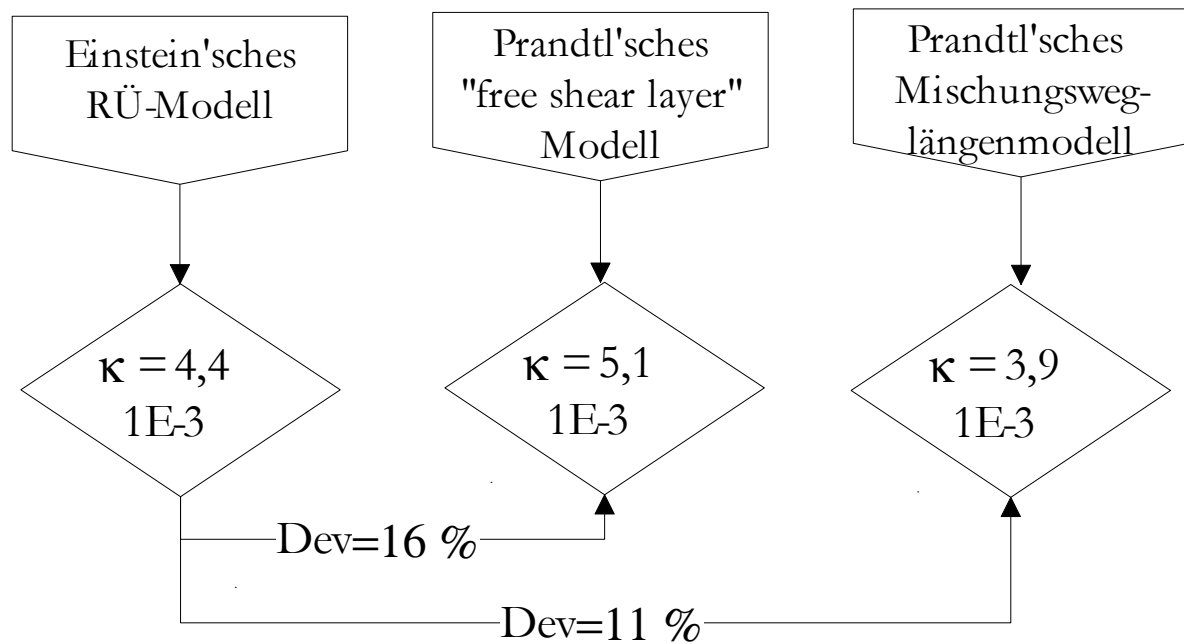 Einstein'sches
RÜ-Modell
Prandtl'sches
"free shear layer"
Modell
Prandtl'sches
Mischungsweg-
längenmodell
κ = 4,4
1E-3
κ = 5,1
1E-3
κ = 3,9
1E-3
Dev=16 %
Dev=11 %